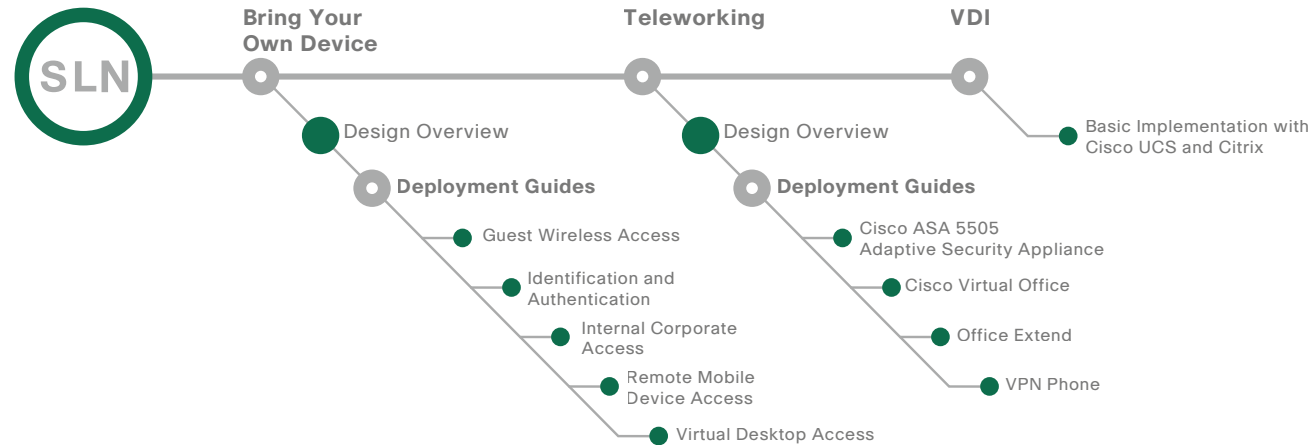 SLN
Bring Your
Own Device
Design Overview
Deployment Guides
Guest Wireless Access
Identification and
Authentication
Internal Corporate
Access
Remote Mobile
Device Access
Virtual Desktop Access
Teleworking
Design Overview
Deployment Guides
Cisco ASA 5505
Adaptive Security Appliance
Cisco Virtual Office
Office Extend
VPN Phone
VDI
Basic Implementation with
Cisco UCS and Citrix